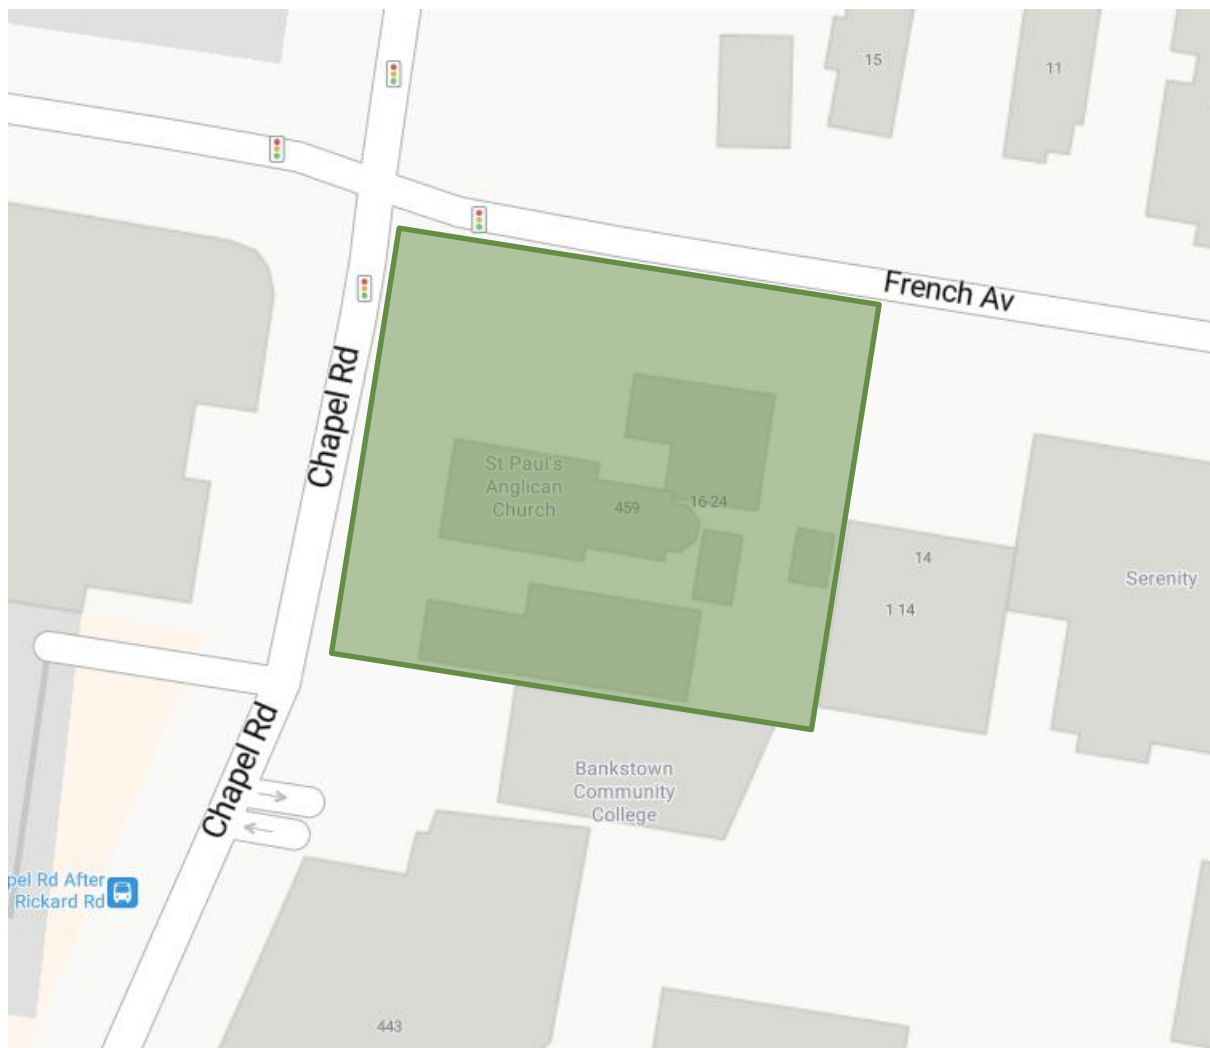 15
11
French Av
Chapel Rd
St Paul's
Anglican
Church
459
16-24
14
1 14
Serenity
Chapel Rd
Bankstown
Community
College
pel Rd After
Rickard Rd
443